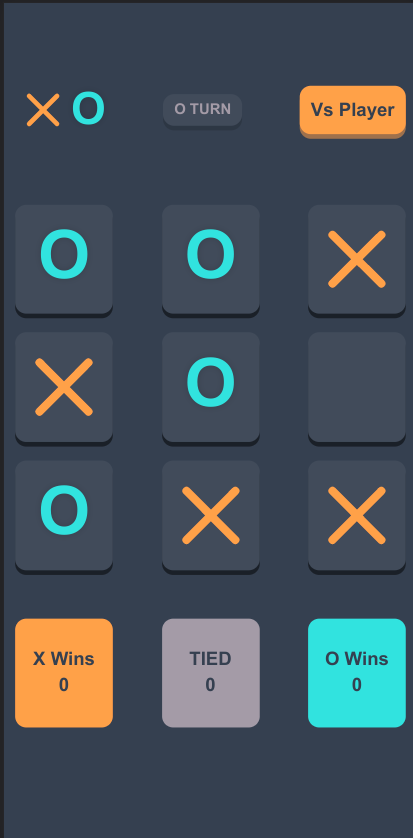 X O
O TURN
Vs Player
O O X
X O
O X X
X Wins
0
TIED
0
O Wins
0